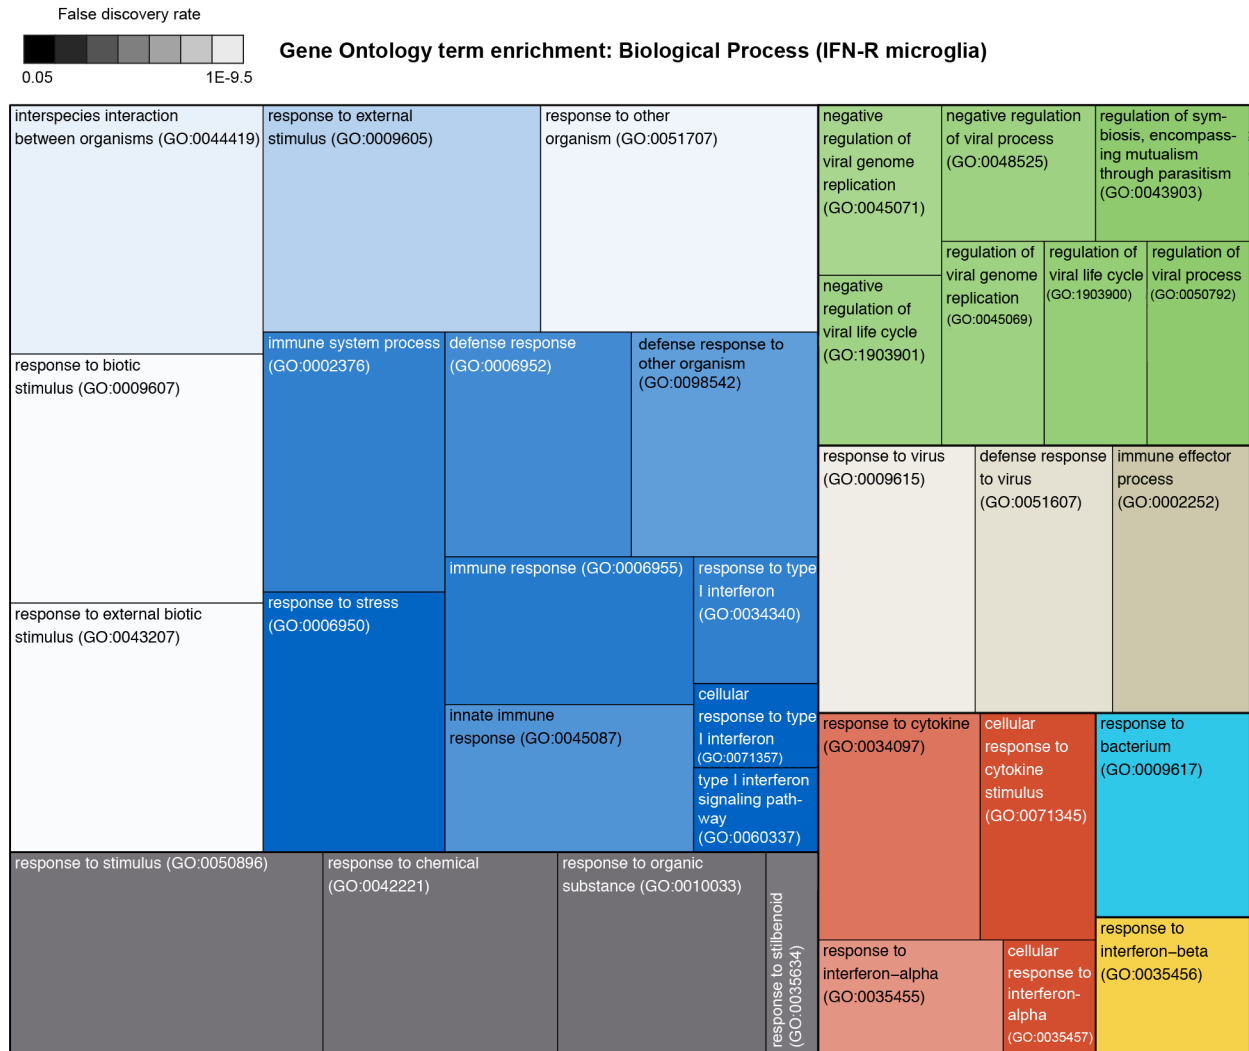 False discovery rate
0.05
1E-9.5
Gene Ontology term enrichment: Biological Process (IFN-R microglia)
interspecies interaction
between organisms (GO:0044419)
response to external
stimulus (GO:0009605)
response to other
organism (GO:0051707)
response to biotic
stimulus (GO:0009607)
response to external biotic
stimulus (GO:0043207)
immune system process
(GO:0002376)
defense response
(GO:0006952)
defense response to
other organism
(GO:0098542)
response to stress
(GO:0006950)
immune response (GO:0006955)
response to type
I interferon
(GO:0034340)
innate immune
response (GO:0045087)
cellular
response to type
I interferon
(GO:0071357)
type I interferon
signaling path-
way
(GO:0060337)
response to stimulus (GO:0050896)
response to chemical
(GO:0042221)
response to organic
substance (GO:0010033)
response to stilbenoid
(GO:0035634)
negative
regulation of
viral genome
replication
(GO:0045071)
negative regulation
of viral process
(GO:0048525)
regulation of sym-
biosis, encompass-
ing mutualism
through parasitism
(GO:0043903)
negative
regulation of
viral life cycle
(GO:1903901)
regulation of
viral genome
replication
(GO:0045069)
regulation of
viral life cycle
(GO:1903900)
regulation of
viral process
(GO:0050792)
response to virus
(GO:0009615)
defense response
to virus
(GO:0051607)
immune effector
process
(GO:0002252)
response to cytokine
(GO:0034097)
cellular
response to
cytokine
stimulus
(GO:0071345)
response to
bacterium
(GO:0009617)
response to
interferon–alpha
(GO:0035455)
cellular
response to
interferon-
alpha
(GO:0035457)
response to
interferon–beta
(GO:0035456)